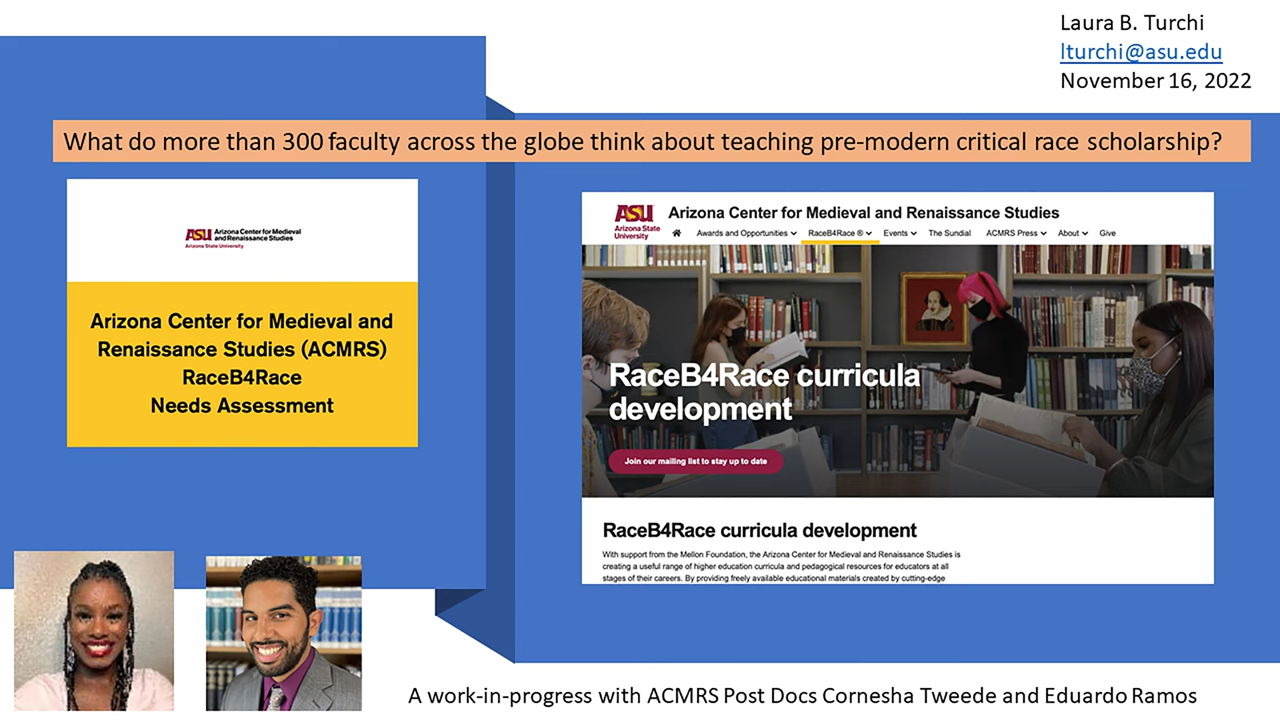 Laura B. Turchi
lturchi@asu.edu
November 16, 2022
What do more than 300 faculty across the globe think about teaching pre-modern critical race scholarship?
ASU Arizona Center for Medieval
and Renaissance Studies
Arizona State University
Arizona Center for Medieval and
Renaissance Studies (ACMRS)
RaceB4Race
Needs Assessment
ASU
Arizona State
University
Arizona Center for Medieval and Renaissance Studies
Awards and Opportunities RaceB4Race ® Events The Sundial ACMRS Press About Give
RaceB4Race curricula
development
Join our mailing list to stay up to date
RaceB4Race curricula development
With support from the Mellon Foundation, the Arizona Center for Medieval and Renaissance Studies is
creating a useful range of higher education curricula and pedagogical resources for educators at all
stages of their careers. By providing freely available educational materials created by cutting-edge
A work-in-progress with ACMRS Post Docs Cornesha Tweede and Eduardo Ramos